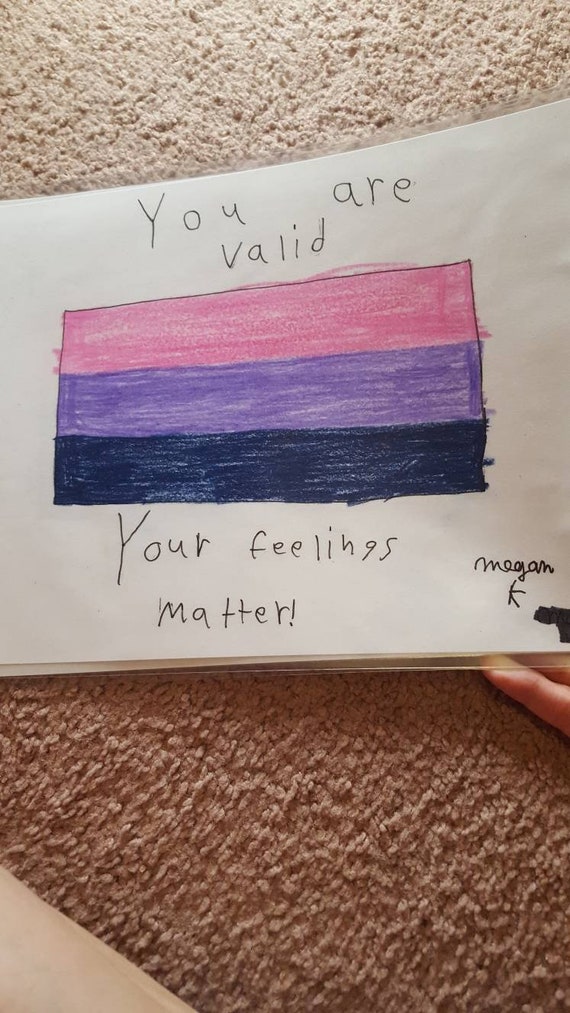 You are
valid
Your feelings
matter!
megan
K